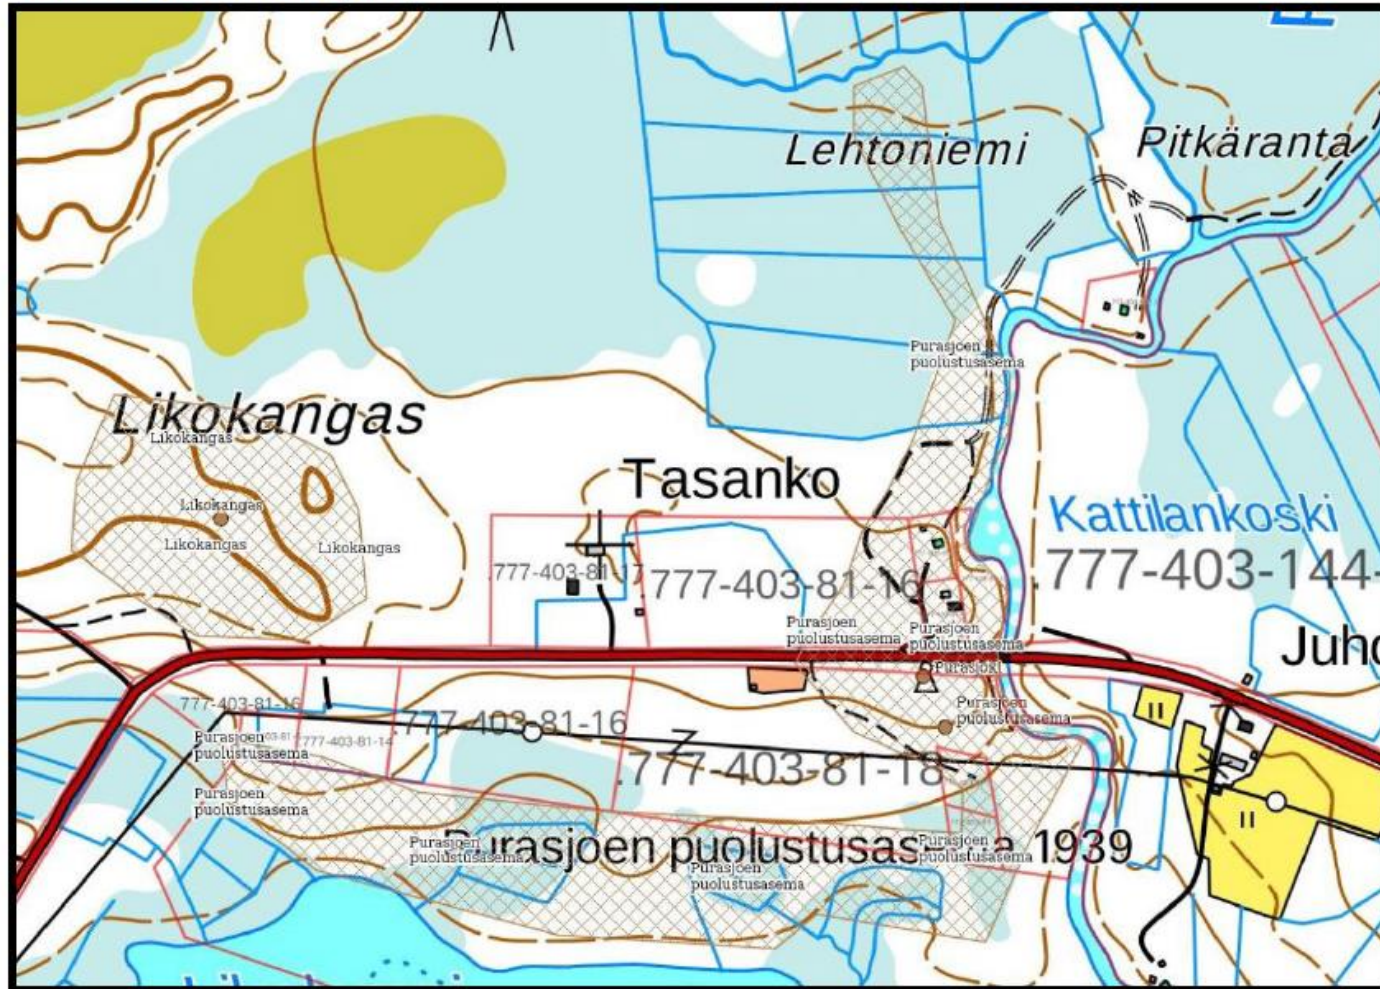 Lehtoniemi
Pitkäranta
Purasjoen
puolustusasema
Likokangas
Likokangas
Tasanko
Likokangas
Likokangas
Likokangas
Kattilankoski
.777-403-81-17
.777-403-81-16
.777-403-144-
Purasjoen
puolustusasema
Purasjoen
puolustusasema
Juho
Purasjoki
777-403-81-16
Purasjoen
puolustusasema
.777-403-81-16
Purasjoen
puolustusasema
777-403-81-14
.777-403-81-18
Purasjoen
puolustusasema
Purasjoen puolustusasema 1939
Purasjoen
puolustusasema
Purasjoen
puolustusasema
Purasjoen
puolustusasema